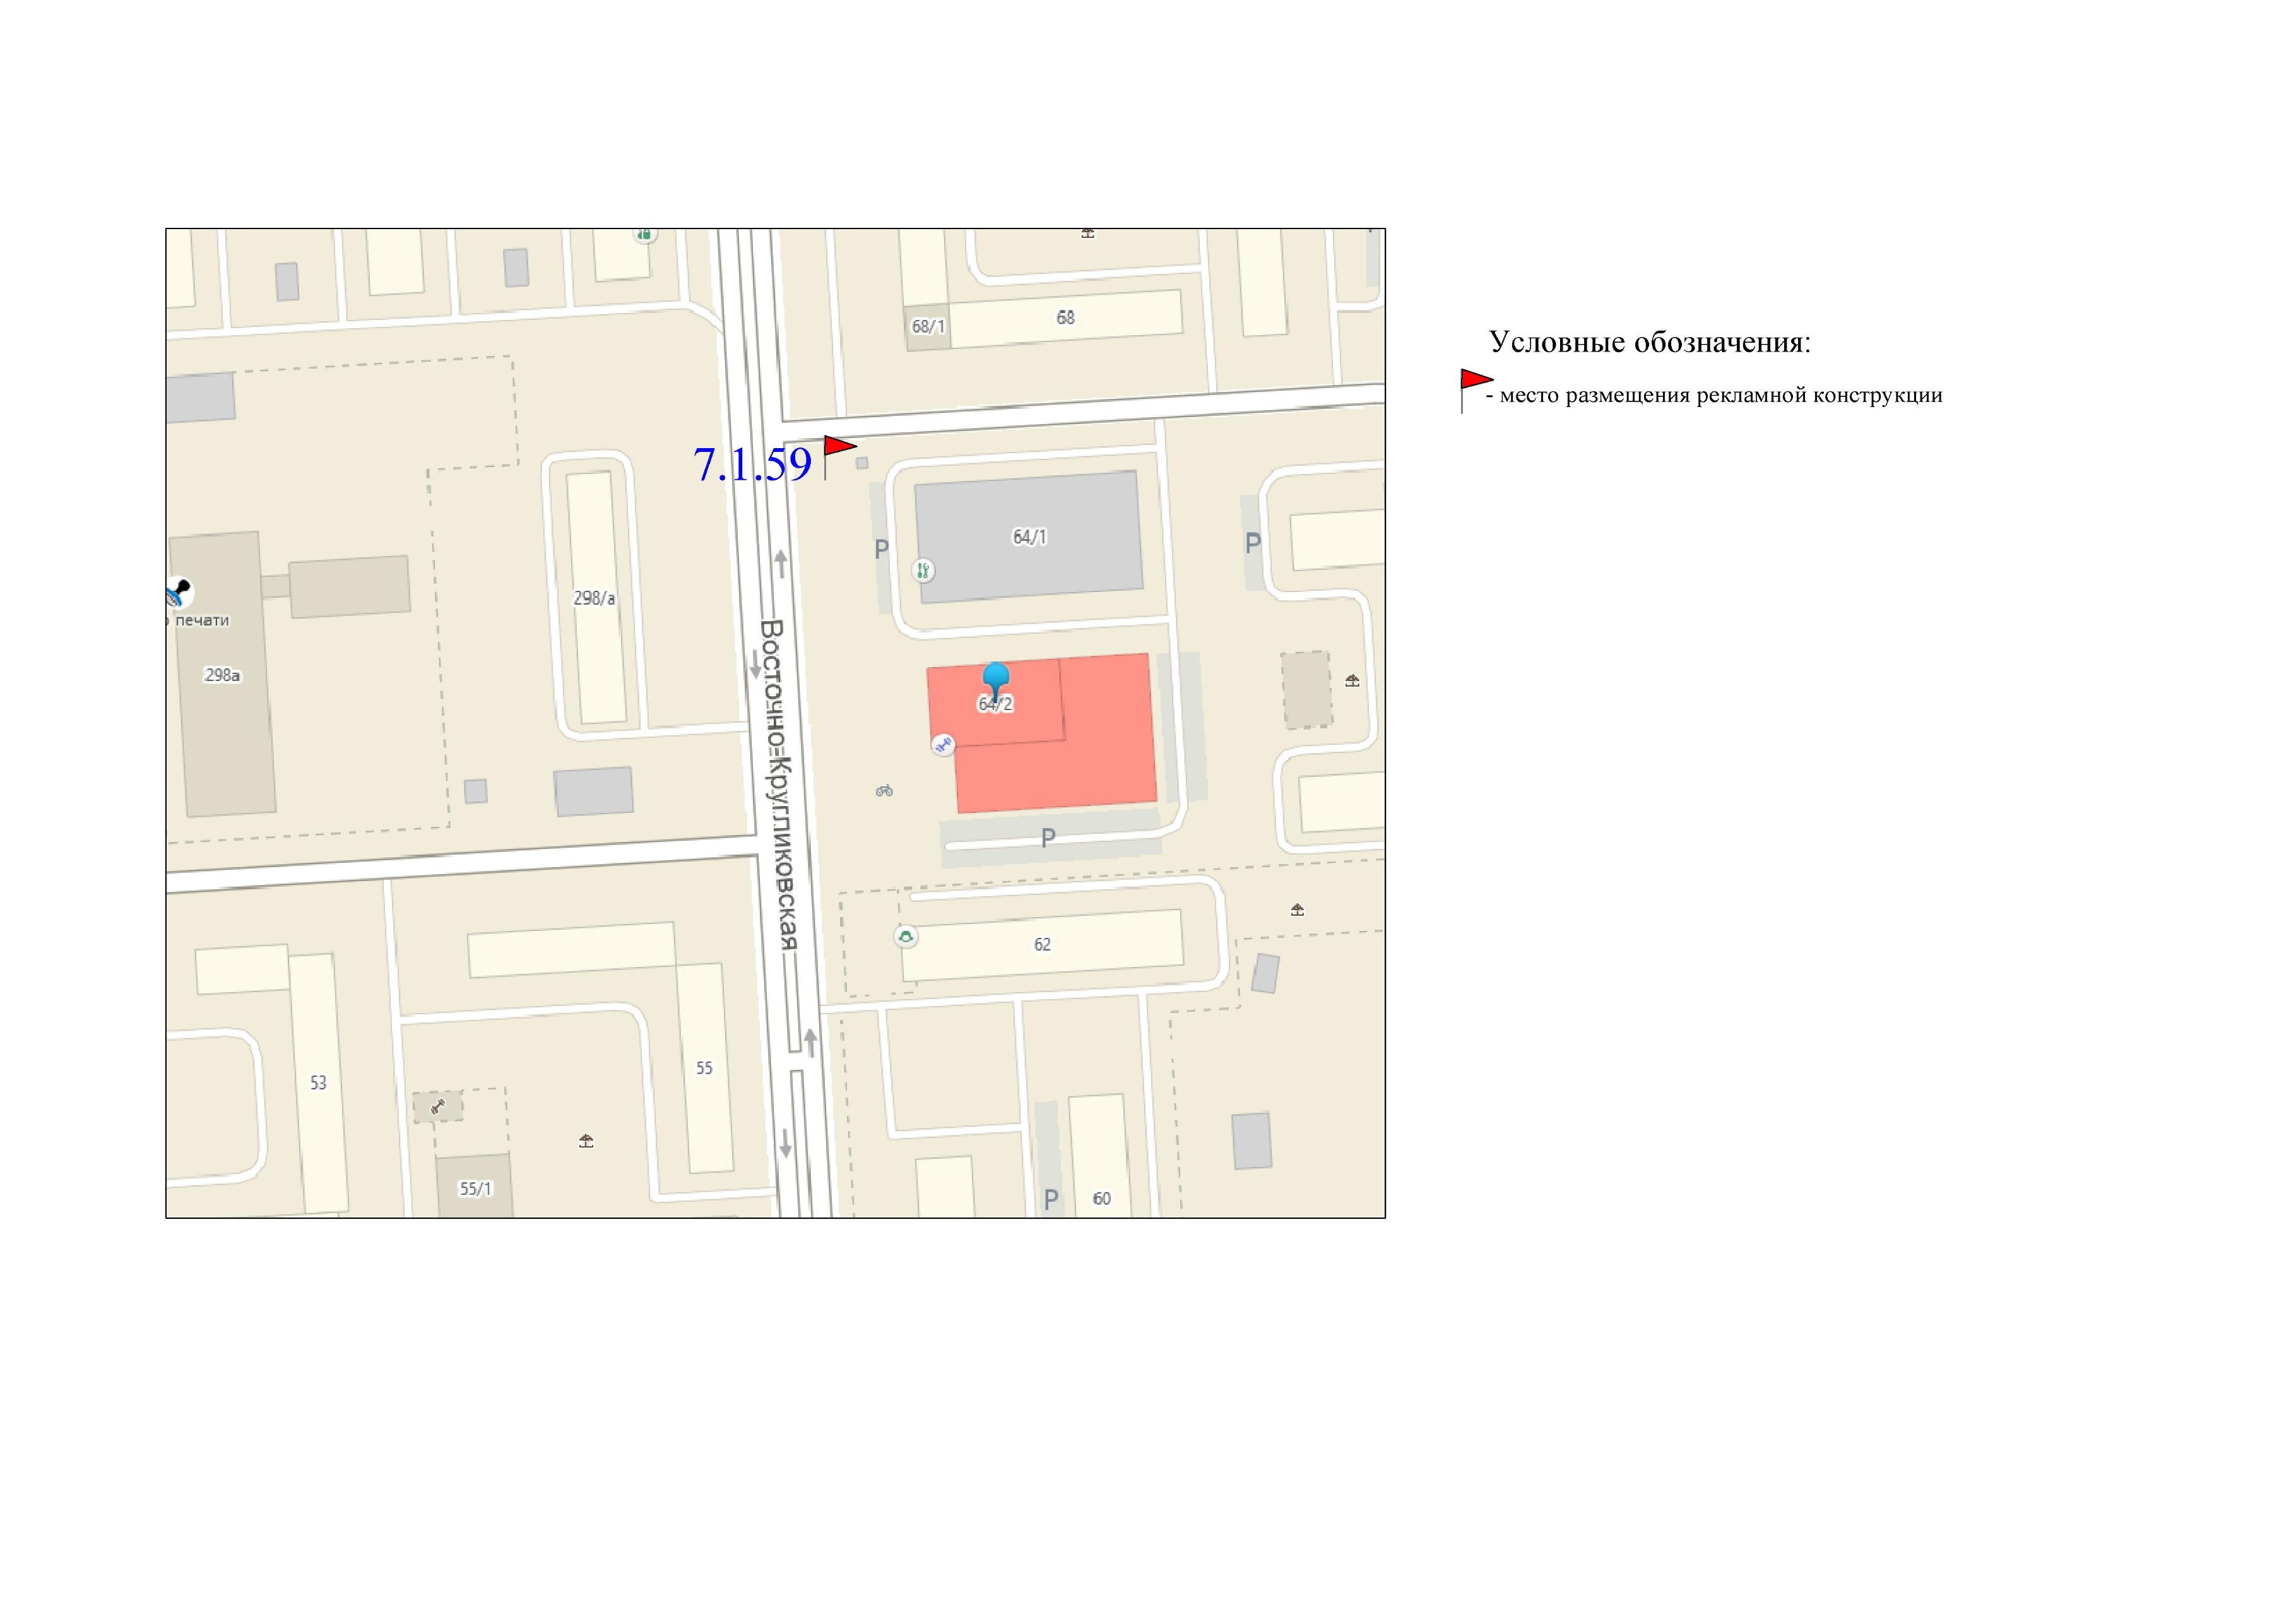 68/1
68
Условные обозначения:
- место размещения рекламной конструкции
7.1.59
64/1
P
P
298/а
печати
298а
64/2
Восточно-Кругликовская
P
62
53
55
55/1
P
60